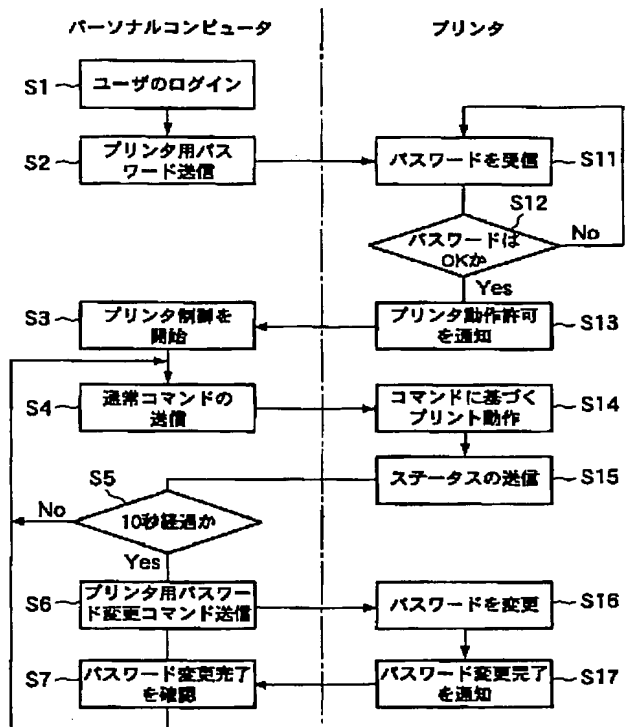 パーソナルコンピュータ
プリンタ
S1
ユーザのログイン
S2
プリンタ用パス
ワード送信
パスワードを受信
S11
S12
パスワードは
OKか
No
Yes
S3
プリンタ制御を
開始
プリンタ動作許可
を通知
S13
S4
通常コマンドの
送信
コマンドに基づく
プリント動作
S14
ステータスの送信
S15
S5
10秒経過か
No
Yes
S6
プリンタ用パスワー
ド変更コマンド送信
パスワードを変更
S16
S7
パスワード変更完了
を確認
パスワード変更完了
を通知
S17